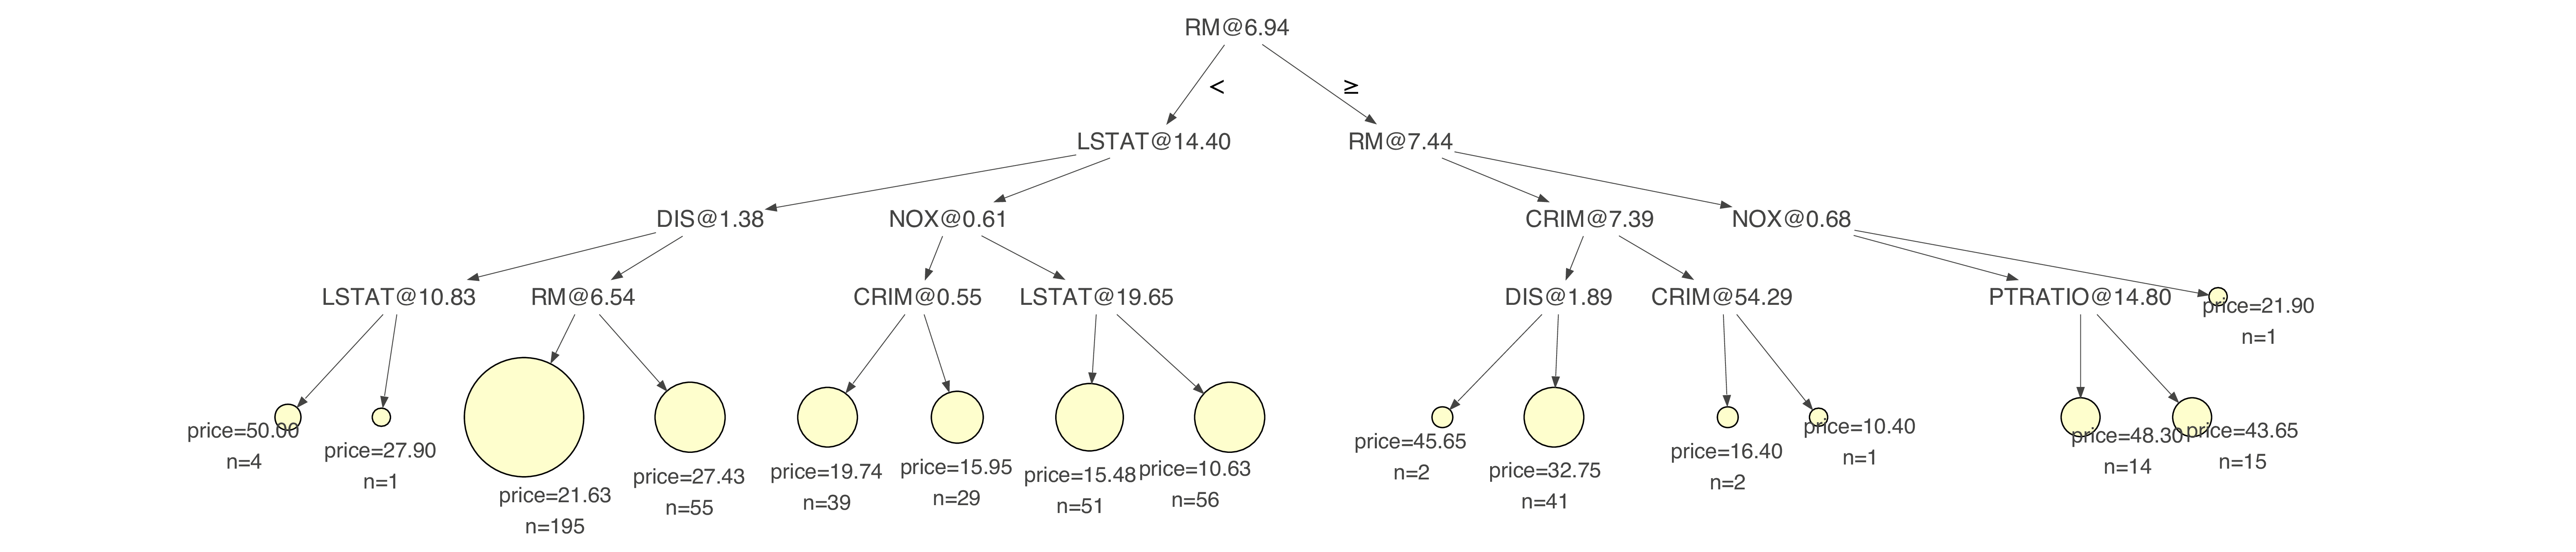 RM@6.94
<
≥
LSTAT@14.40
RM@7.44
DIS@1.38
NOX@0.61
CRIM@7.39
NOX@0.68
LSTAT@10.83
RM@6.54
CRIM@0.55
LSTAT@19.65
DIS@1.89
CRIM@54.29
PTRATIO@14.80
price=21.90
n=1
price=50.00
n=4
price=27.90
n=1
price=21.63
n=195
price=27.43
n=55
price=19.74
n=39
price=15.95
n=29
price=15.48
n=51
price=10.63
n=56
price=45.65
n=2
price=32.75
n=41
price=16.40
n=2
price=10.40
n=1
price=48.30
n=14
price=43.65
n=15